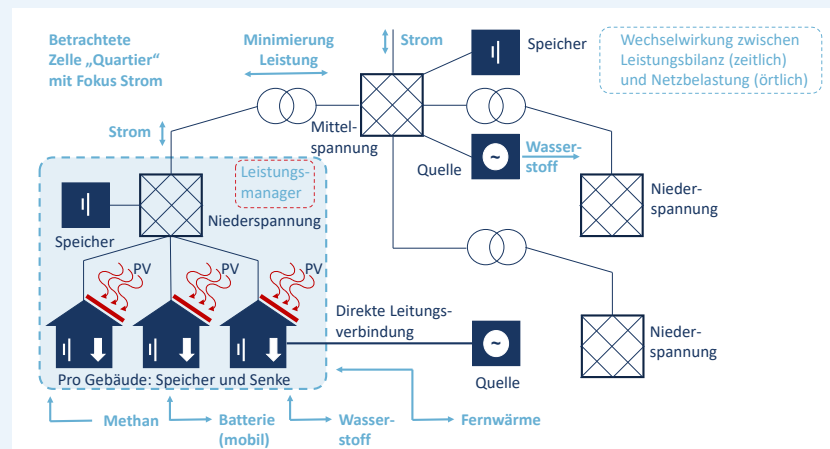 Betrachtete
Zelle „Quartier“
mit Fokus Strom
Minimierung
Leistung
Strom
Speicher
Wechselwirkung zwischen
Leistungsbilanz (zeitlich)
und Netzbelastung (örtlich)
Strom
Mittel-
spannung
Quelle
Wasser-
stoff
Nieder-
spannung
Leistungs-
manager
Niederspannung
Speicher
PV
PV
PV
Direkte Leitungs-
verbindung
Quelle
Nieder-
spannung
Pro Gebäude: Speicher und Senke
Methan
Batterie
(mobil)
Wasser-
stoff
Fernwärme